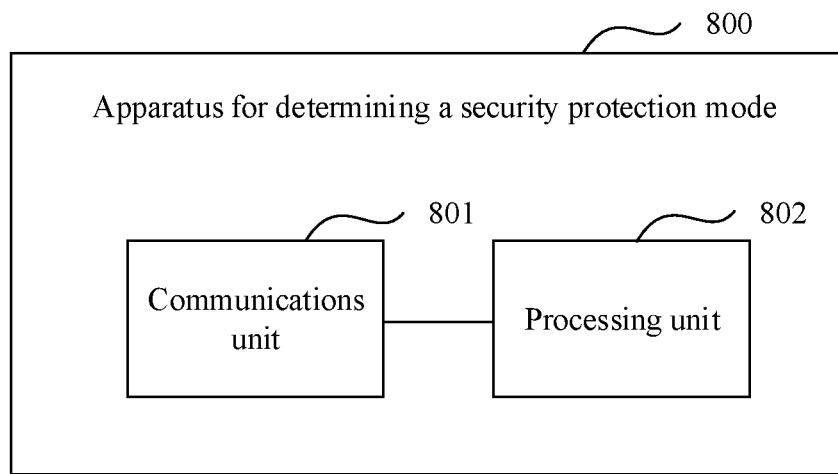 800
Apparatus for determining a security protection mode
801
802
Communications
unit
Processing unit